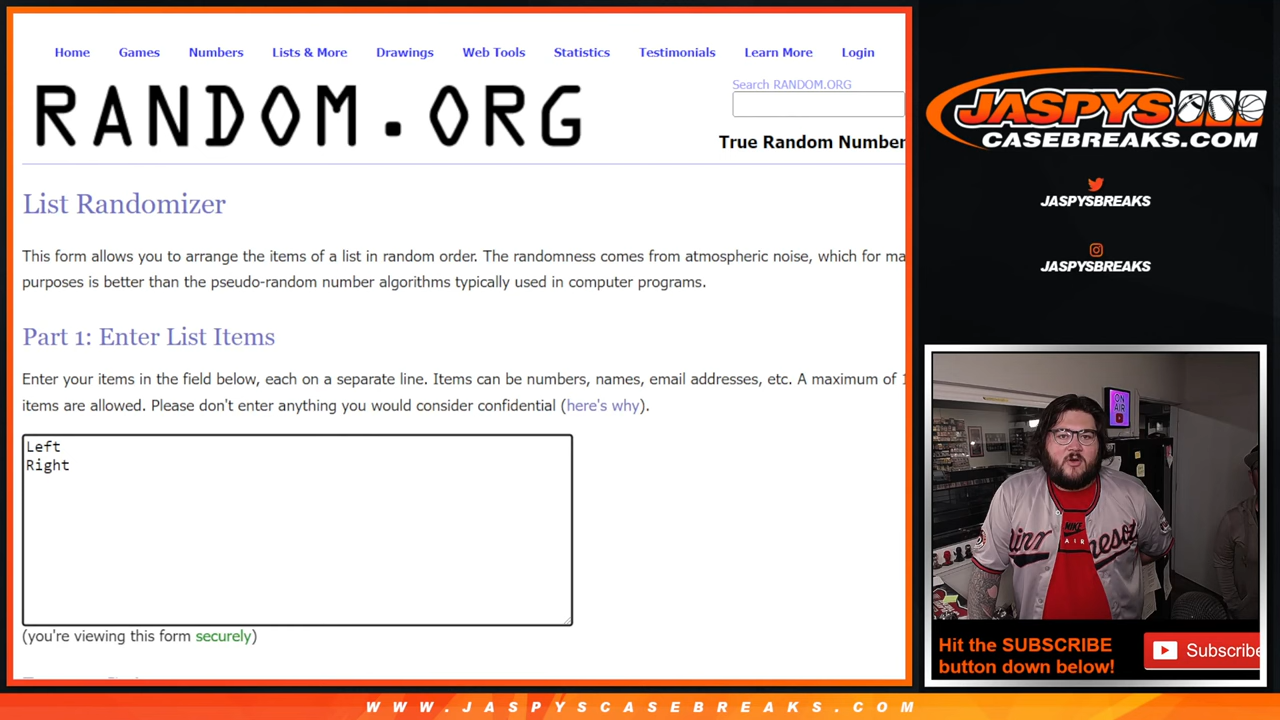 Home Games Numbers Lists & More Drawings Web Tools Statistics Testimonials Learn More Login
RANDOM.ORG
Search RANDOM.ORG
True Random Number
List Randomizer
This form allows you to arrange the items of a list in random order. The randomness comes from atmospheric noise, which for ma
purposes is better than the pseudo-random number algorithms typically used in computer programs.
Part 1: Enter List Items
Enter your items in the field below, each on a separate line. Items can be numbers, names, email addresses, etc. A maximum of 1
items are allowed. Please don't enter anything you would consider confidential (here's why).
Left
Right
(you're viewing this form securely)
JASPYS
CASEBREAKS.COM
JASPYSBREAKS
JASPYSBREAKS
ON
AIR
NIKE
AIR
Hit the SUBSCRIBE
button down below!
Subscribe
WWW.JASPYSCASEBREAKS.COM